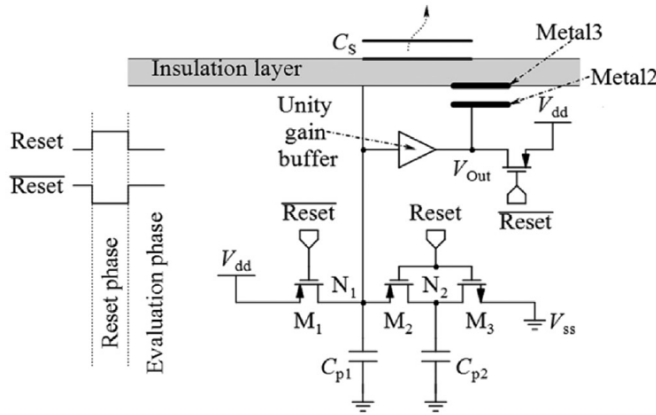 C_s
Metal3
Insulation layer
Metal2
Unity
gain
buffer
V_dd
Reset
V_Out
Reset
Reset
Reset
Reset
V_dd
N_1
N_2
M_1
M_2
M_3
V_ss
C_p1
C_p2
Reset phase
Evaluation phase